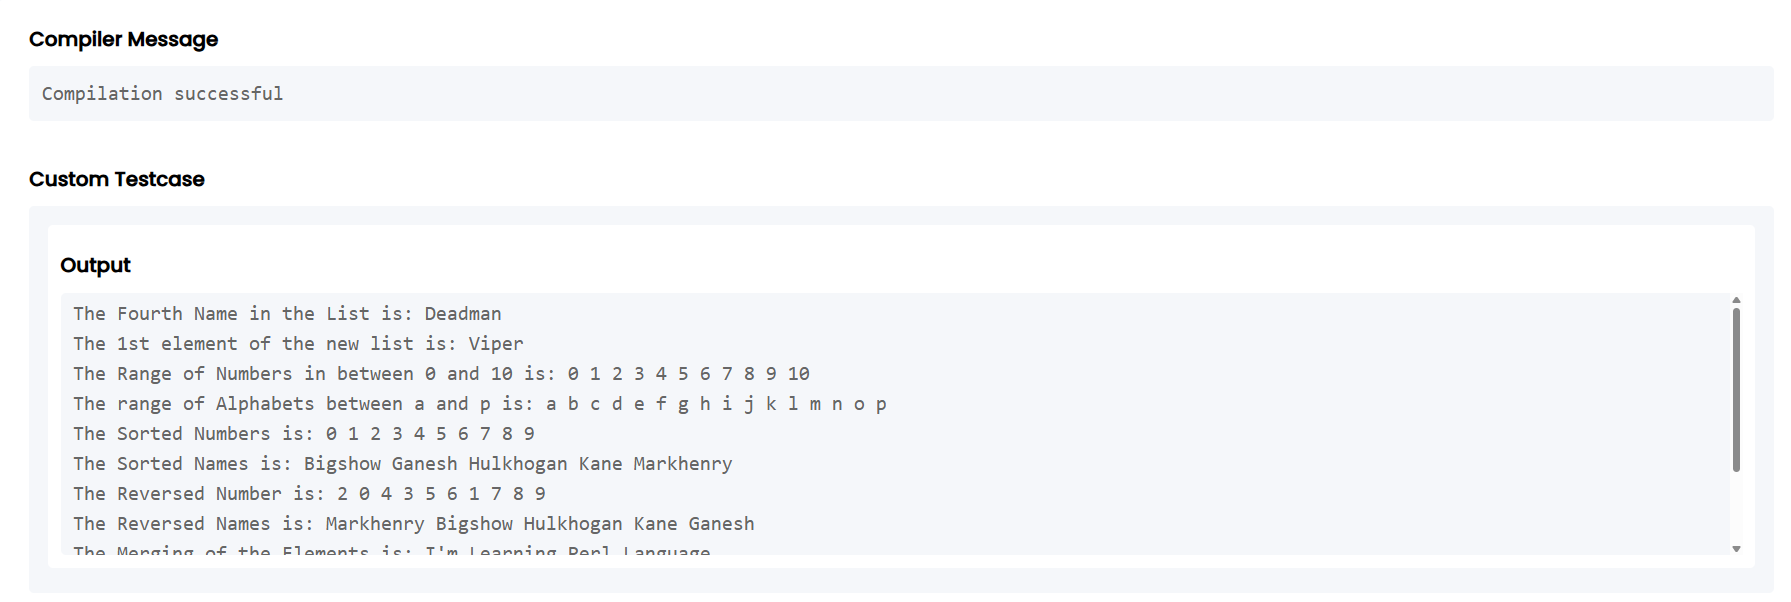 Compiler Message
Compilation successful
Custom Testcase
Output
The Fourth Name in the List is: Deadman
The 1st element of the new list is: Viper
The Range of Numbers in between 0 and 10 is: 0 1 2 3 4 5 6 7 8 9 10
The range of Alphabets between a and p is: a b c d e f g h i j k l m n o p
The Sorted Numbers is: 0 1 2 3 4 5 6 7 8 9
The Sorted Names is: Bigshow Ganesh Hulkhogan Kane Markhenry
The Reversed Number is: 2 0 4 3 5 6 1 7 8 9
The Reversed Names is: Markhenry Bigshow Hulkhogan Kane Ganesh
The Merging of the Elements is: I'm Learning Perl Language